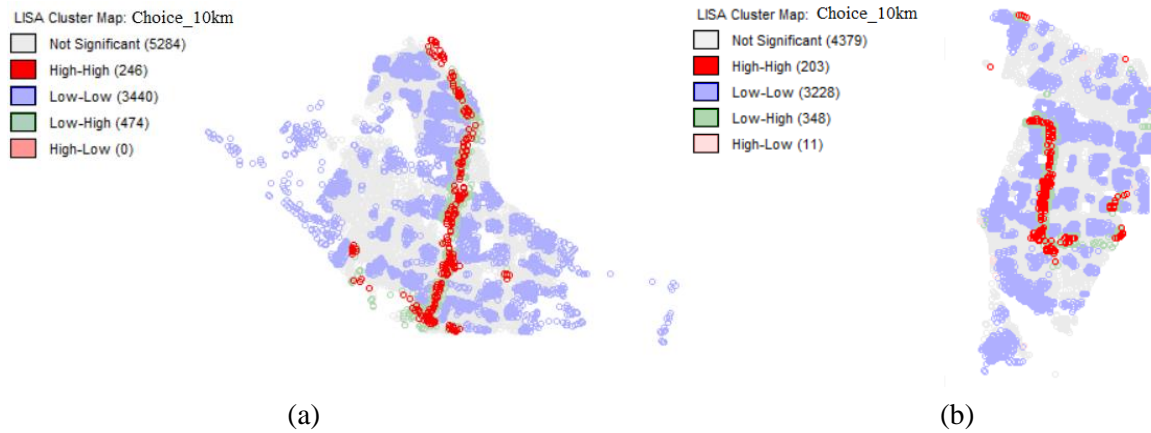 LISA Cluster Map: Choice_10km
Not Significant (5284)
High-High (246)
Low-Low (3440)
Low-High (474)
High-Low (0)
LISA Cluster Map: Choice_10km
Not Significant (4379)
High-High (203)
Low-Low (3228)
Low-High (348)
High-Low (11)
(a)
(b)